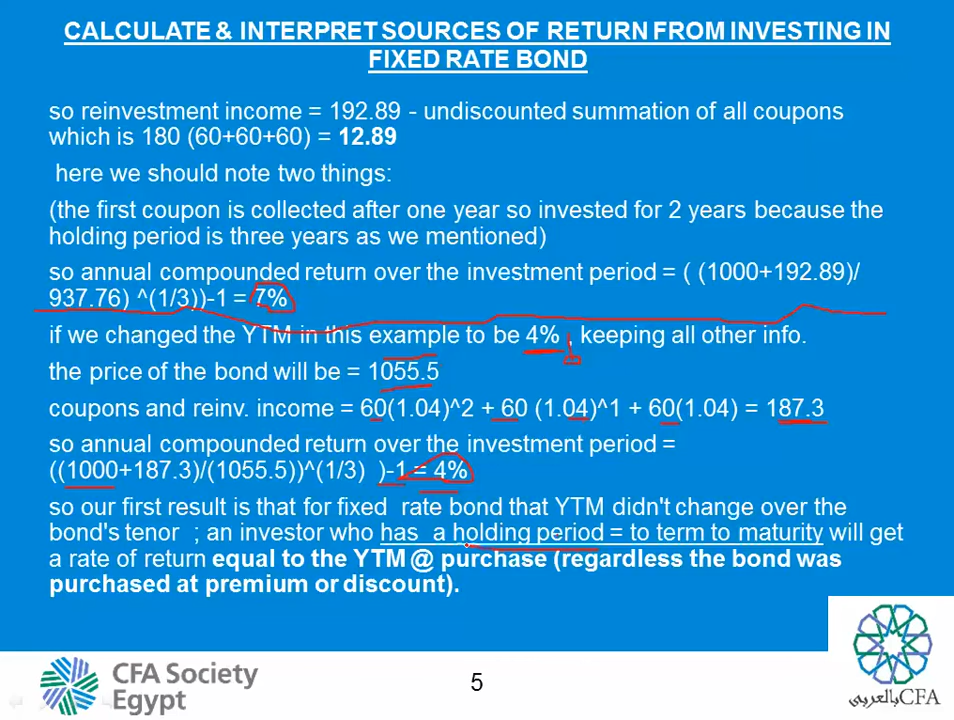 CALCULATE & INTERPRET SOURCES OF RETURN FROM INVESTING IN
FIXED RATE BOND
so reinvestment income = 192.89 - undiscounted summation of all coupons
which is 180 (60+60+60) = 12.89
here we should note two things:
(the first coupon is collected after one year so invested for 2 years because the
holding period is three years as we mentioned)
so annual compounded return over the investment period = ( (1000+192.89)/
937.76) ^(1/3))-1 = 7%
if we changed the YTM in this example to be 4% , keeping all other info.
the price of the bond will be = 1055.5
coupons and reinv. income = 60(1.04)^2 + 60 (1.04)^1 + 60(1.04) = 187.3
so annual compounded return over the investment period =
((1000+187.3)/(1055.5))^(1/3) )-1 = 4%
so our first result is that for fixed rate bond that YTM didn't change over the
bond's tenor ; an investor who has a holding period = to term to maturity will get
a rate of return equal to the YTM @ purchase (regardless the bond was
purchased at premium or discount).
CFA Society
Egypt
5
CFA بالعربي